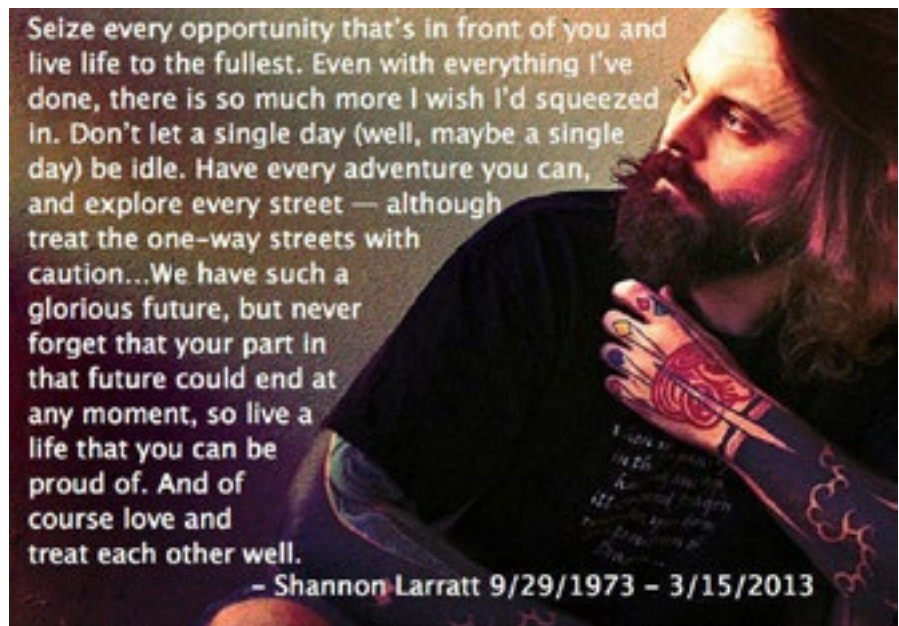 Seize every opportunity that's in front of you and
live life to the fullest. Even with everything I've
done, there is so much more I wish I'd squeezed
in. Don't let a single day (well, maybe a single
day) be idle. Have every adventure you can,
and explore every street — although
treat the one-way streets with
caution...We have such a
glorious future, but never
forget that your part in
that future could end at
any moment, so live a
life that you can be
proud of. And of
course love and
treat each other well.
– Shannon Larratt 9/29/1973 – 3/15/2013